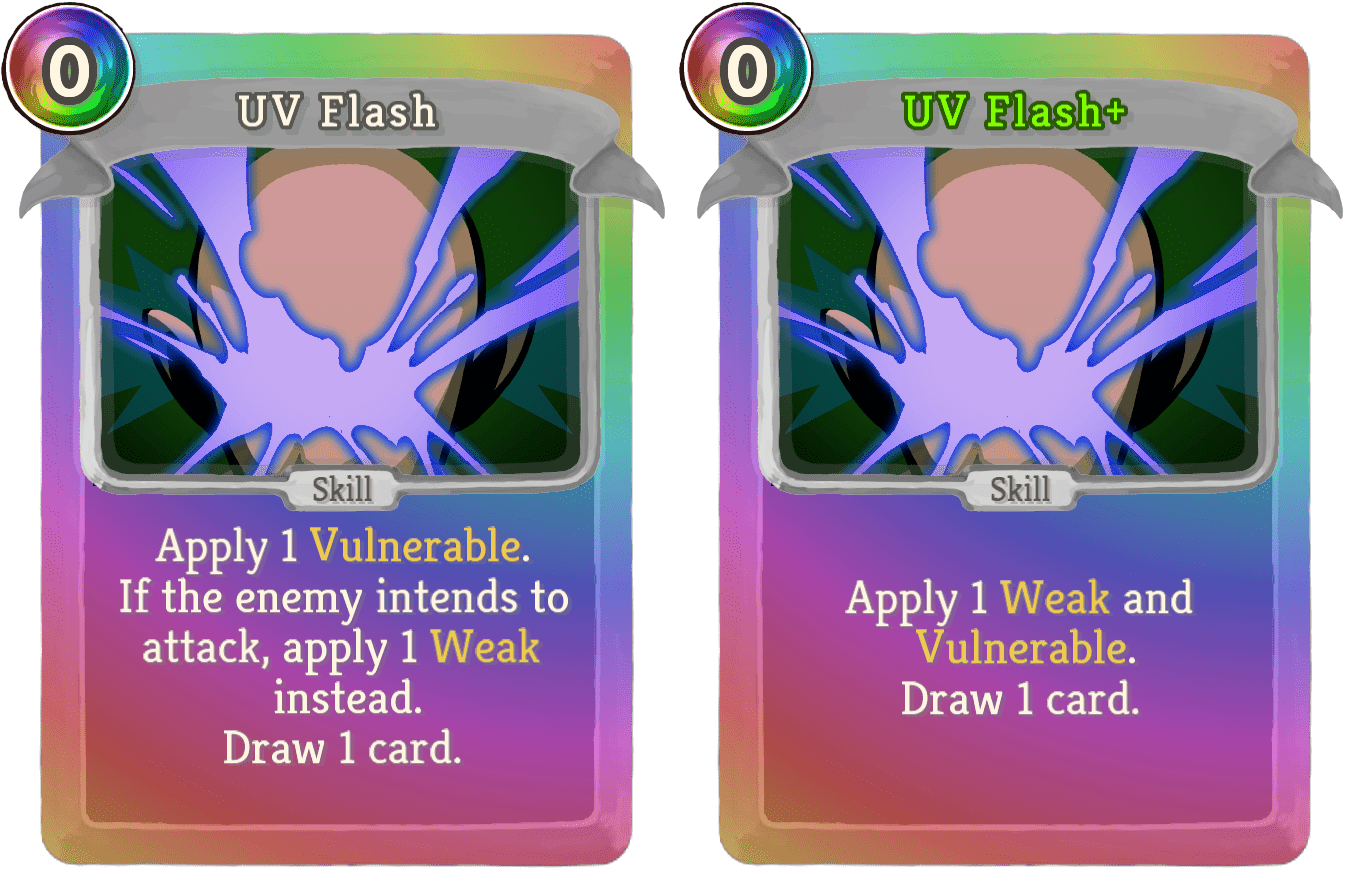 0
UV Flash
Skill
Apply 1 Vulnerable.
If the enemy intends to
attack, apply 1 Weak
instead.
Draw 1 card.
0
UV Flash+
Skill
Apply 1 Weak and
Vulnerable.
Draw 1 card.